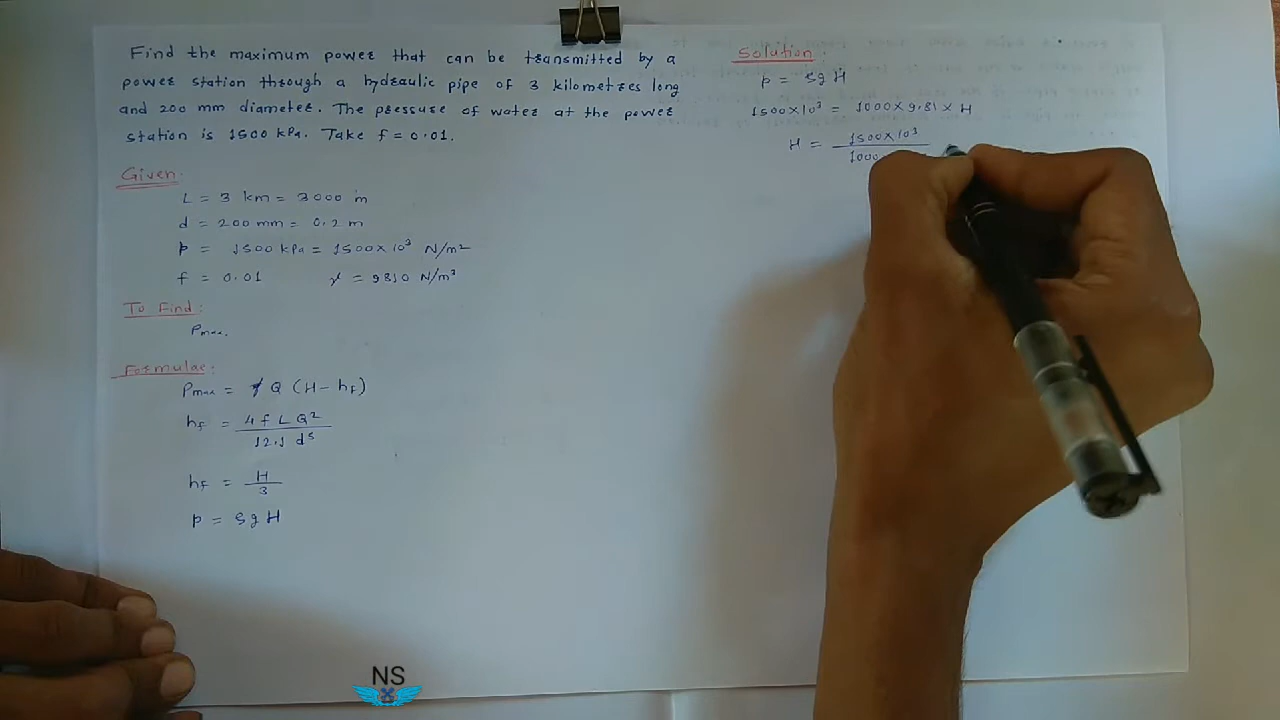 Find the maximum power that can be transmitted by a
power station through a hydraulic pipe of 3 kilometres long
and 200 mm diameter. The pressure of water at the power
station is 1500 kPa. Take f = 0.01.
Given:
L = 3 km = 3000 m
d = 200 mm = 0.2 m
p = 1500 kPa = 1500×10³ N/m²
f = 0.01 γ = 9810 N/m³
To Find:
Pmax.
Formulae:
Pmax = γ Q (H - hf)
hf = 4 f L Q² / 12.1 d⁵
hf = H / 3
p = ρ g H
Solution:
p = ρ g H
1500×10³ = 1000×9.81×H
H = 1500×10³ / 1000
NS